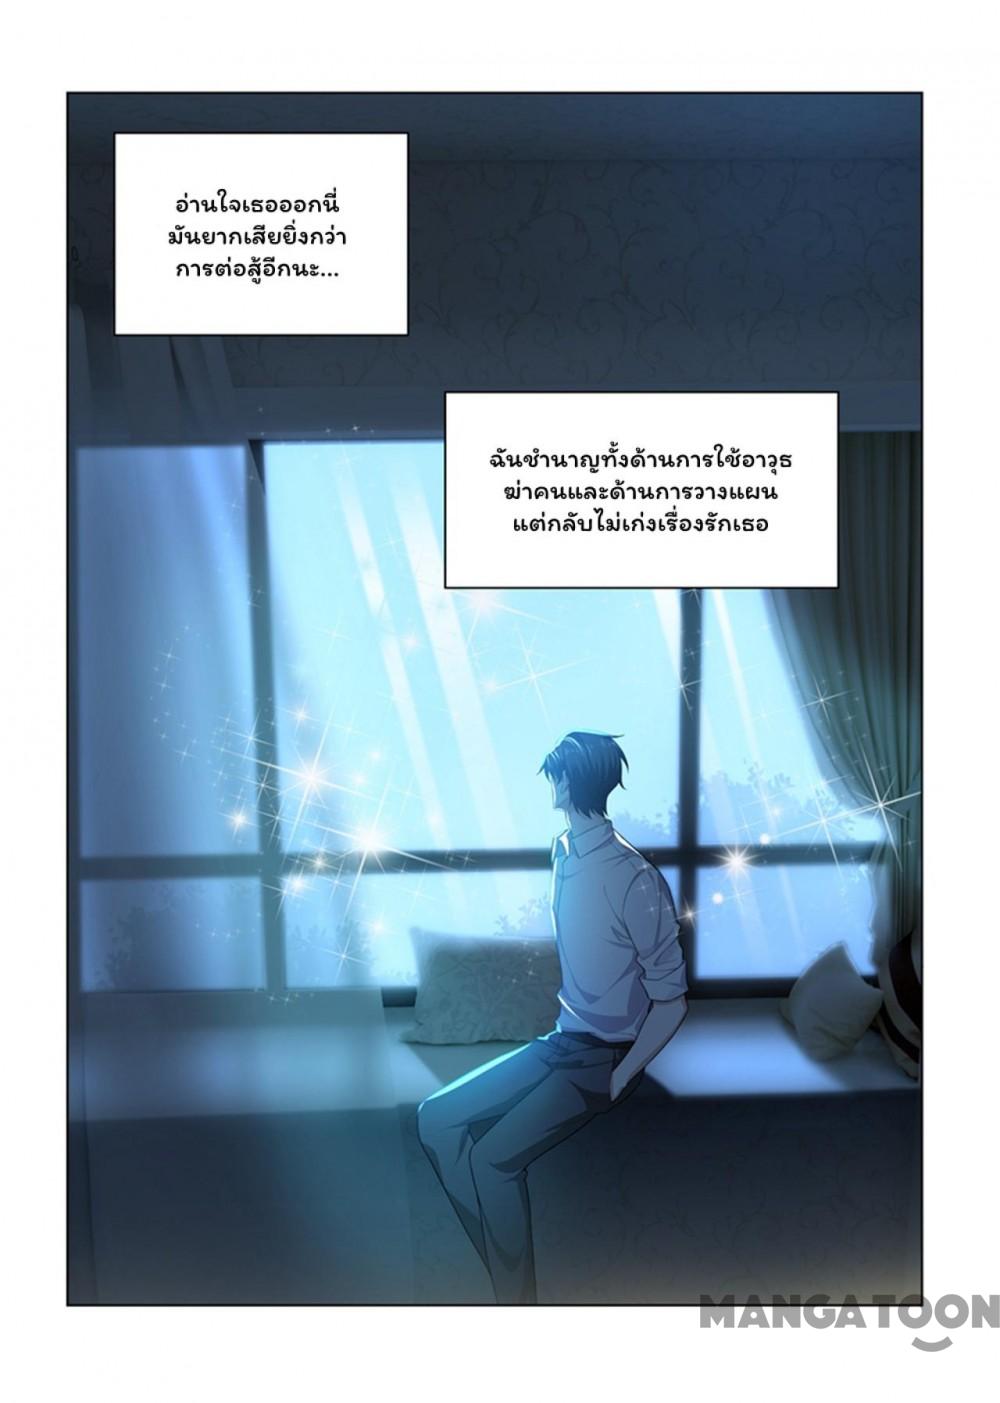 อ่านใจเธอออกนี่
มันยากเสียยิ่งกว่า
การต่อสู้อีกนะ...
ฉันชำนาญทั้งด้านการใช้อาวุธ
ฆ่าคนและด้านการวางแผน
แต่กลับไม่เก่งเรื่องรักเธอ
MANGATOON